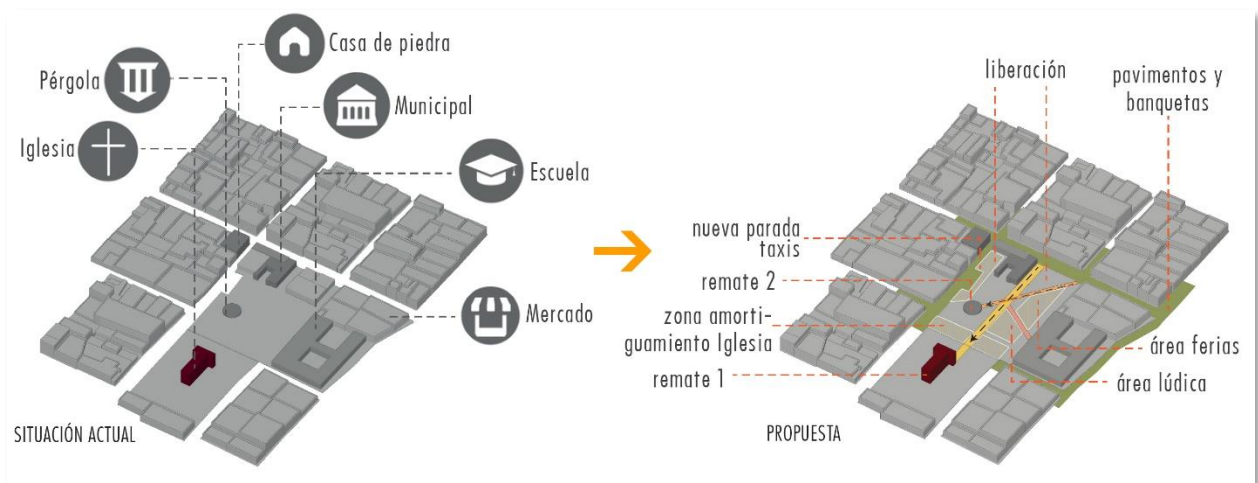 Casa de piedra
Pérgola
Municipal
Iglesia
Escuela
Mercado
SITUACIÓN ACTUAL
liberación
pavimentos y
banquetas
nueva parada
taxis
remate 2
zona amorti-
guamiento Iglesia
remate 1
área ferias
área lúdica
PROPUESTA